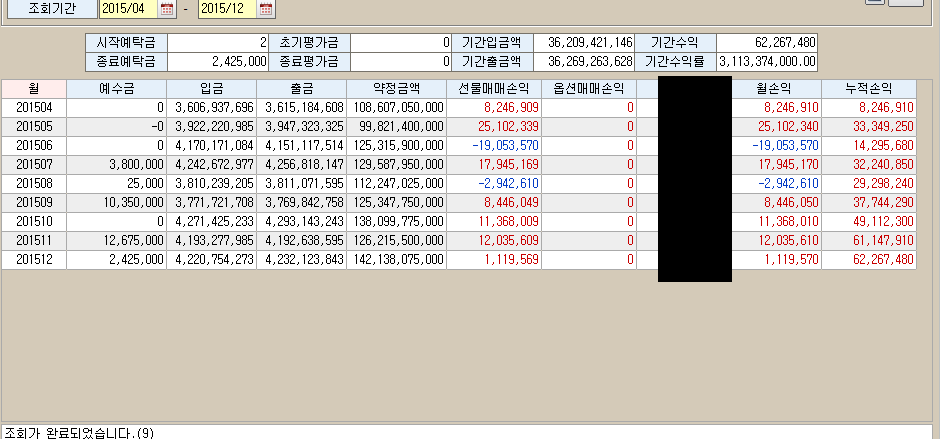 조회기간 2015/04 - 2015/12
시작예탁금 2 초기평가금 0 기간입금액 36,209,421,146 기간수익 62,267,480
종료예탁금 2,425,000 종료평가금 0 기간출금액 36,269,263,628 기간수익률 3,113,374,000.00
월 예수금 입금 출금 약정금액 선물매매손익 옵션매매손익 월손익 누적손익
201504 0 3,606,937,696 3,615,184,608 108,607,050,000 8,246,909 0 8,246,910 8,246,910
201505 -0 3,922,220,985 3,947,323,325 99,821,400,000 25,102,339 0 25,102,340 33,349,250
201506 0 4,170,171,084 4,151,117,514 125,315,900,000 -19,053,570 0 -19,053,570 14,295,680
201507 3,800,000 4,242,672,977 4,256,818,147 129,587,950,000 17,945,169 0 17,945,170 32,240,850
201508 25,000 3,810,239,205 3,811,071,595 112,247,025,000 -2,942,610 0 -2,942,610 29,298,240
201509 10,350,000 3,771,721,708 3,769,842,758 125,347,750,000 8,446,049 0 8,446,050 37,744,290
201510 0 4,271,425,233 4,293,143,243 138,099,775,000 11,368,009 0 11,368,010 49,112,300
201511 12,675,000 4,193,277,985 4,192,638,595 126,215,500,000 12,035,609 0 12,035,610 61,147,910
201512 2,425,000 4,220,754,273 4,232,123,843 142,138,075,000 1,119,569 0 1,119,570 62,267,480
조회가 완료되었습니다.(9)